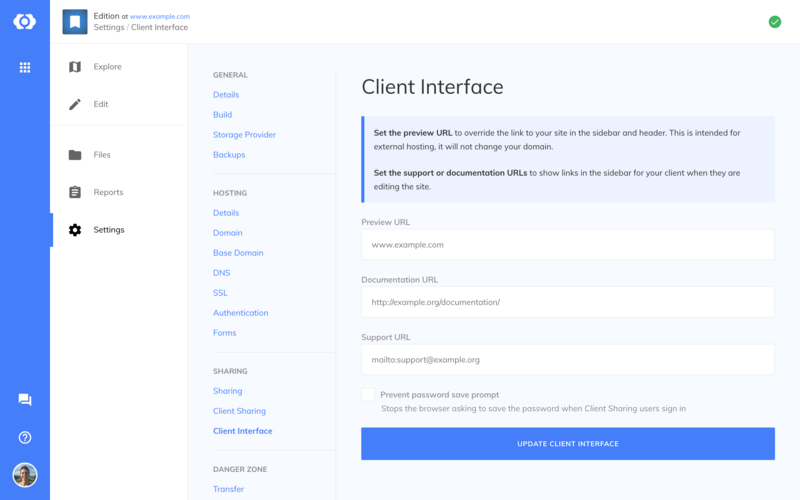 Edition at www.example.com
Settings / Client Interface
Explore
Edit
Files
Reports
Settings
GENERAL
Details
Build
Storage Provider
Backups
HOSTING
Details
Domain
Base Domain
DNS
SSL
Authentication
Forms
SHARING
Sharing
Client Sharing
Client Interface
DANGER ZONE
Transfer
Client Interface
Set the preview URL to override the link to your site in the sidebar and header. This is intended for
external hosting, it will not change your domain.
Set the support or documentation URLs to show links in the sidebar for your client when they are
editing the site.
Preview URL
www.example.com
Documentation URL
http://example.org/documentation/
Support URL
mailto:support@example.org
Prevent password save prompt
Stops the browser asking to save the password when Client Sharing users sign in
UPDATE CLIENT INTERFACE